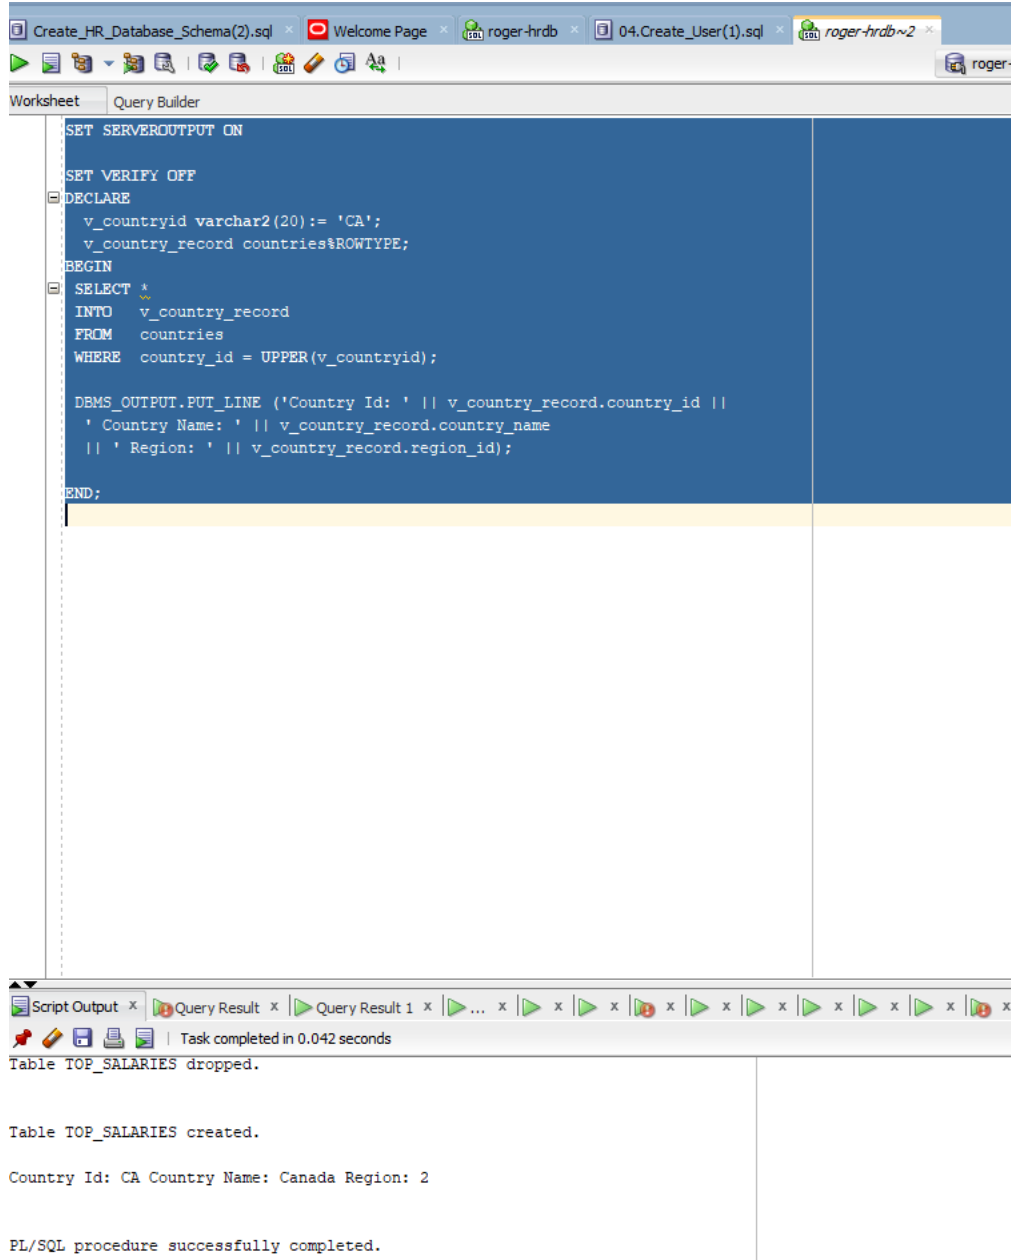 Create_HR_Database_Schema(2).sql × Welcome Page × roger-hrdb × 04.Create_User(1).sql × roger-hrdb~2 ×
roger-
Worksheet Query Builder
SET SERVEROUTPUT ON
SET VERIFY OFF
DECLARE
v_countryid varchar2(20):= 'CA';
v_country_record countries%ROWTYPE;
BEGIN
SELECT *
INTO v_country_record
FROM countries
WHERE country_id = UPPER(v_countryid);
DBMS_OUTPUT.PUT_LINE ('Country Id: ' || v_country_record.country_id ||
' Country Name: ' || v_country_record.country_name
|| ' Region: ' || v_country_record.region_id);
END;
Script Output x Query Result x Query Result 1 x ... x x x x x x x x x x
Task completed in 0.042 seconds
Table TOP_SALARIES dropped.
Table TOP_SALARIES created.
Country Id: CA Country Name: Canada Region: 2
PL/SQL procedure successfully completed.